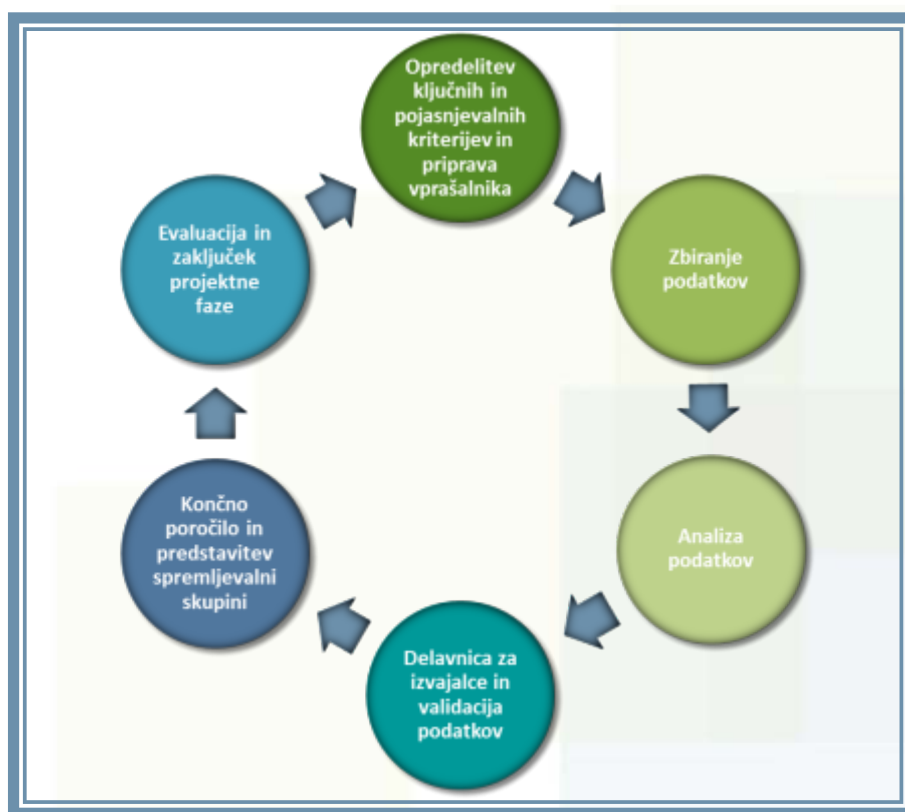 Opredelitev
ključnih in
pojasnjevalnih
kriterijev in
priprava
vprašalnika
Zbiranje
podatkov
Analiza
podatkov
Delavnica za
izvajalce in
validacija
podatkov
Končno
poročilo in
predstavitev
spremljevalni
skupini
Evaluacija in
zaključek
projektne
faze